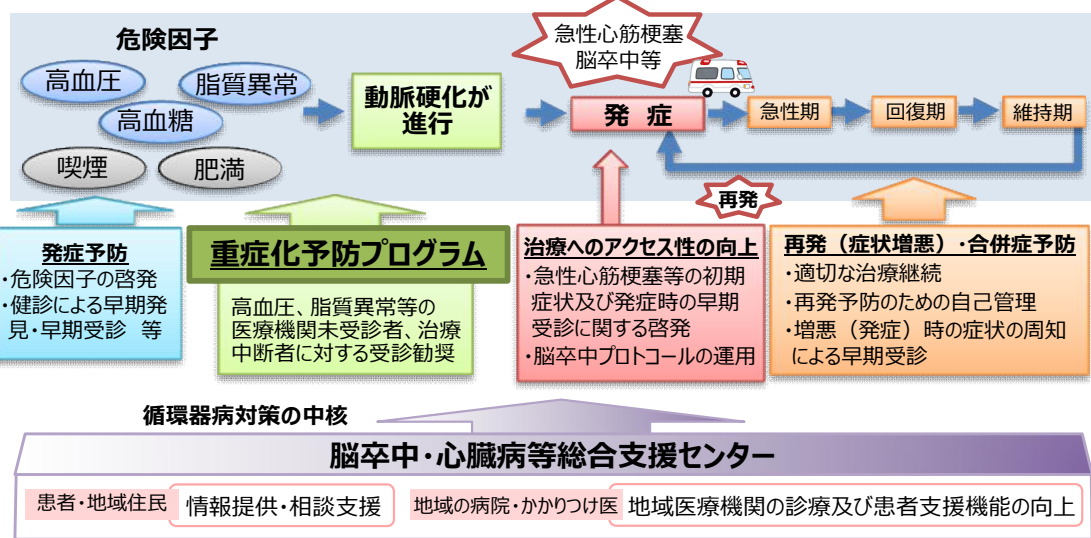 急性心筋梗塞
脳卒中等
危険因子
高血圧
脂質異常
高血糖
喫煙
肥満
動脈硬化が
進行
発 症
急性期
回復期
維持期
再発
発症予防
・危険因子の啓発
・健診による早期発
見・早期受診 等
重症化予防プログラム
高血圧、脂質異常等の
医療機関未受診者、治療
中断者に対する受診勧奨
治療へのアクセス性の向上
・急性心筋梗塞等の初期
症状及び発症時の早期
受診に関する啓発
・脳卒中プロトコールの運用
再発（症状増悪）・合併症予防
・適切な治療継続
・再発予防のための自己管理
・増悪（発症）時の症状の周知
による早期受診
循環器病対策の中核
脳卒中・心臓病等総合支援センター
患者・地域住民 情報提供・相談支援
地域の病院・かかりつけ医 地域医療機関の診療及び患者支援機能の向上